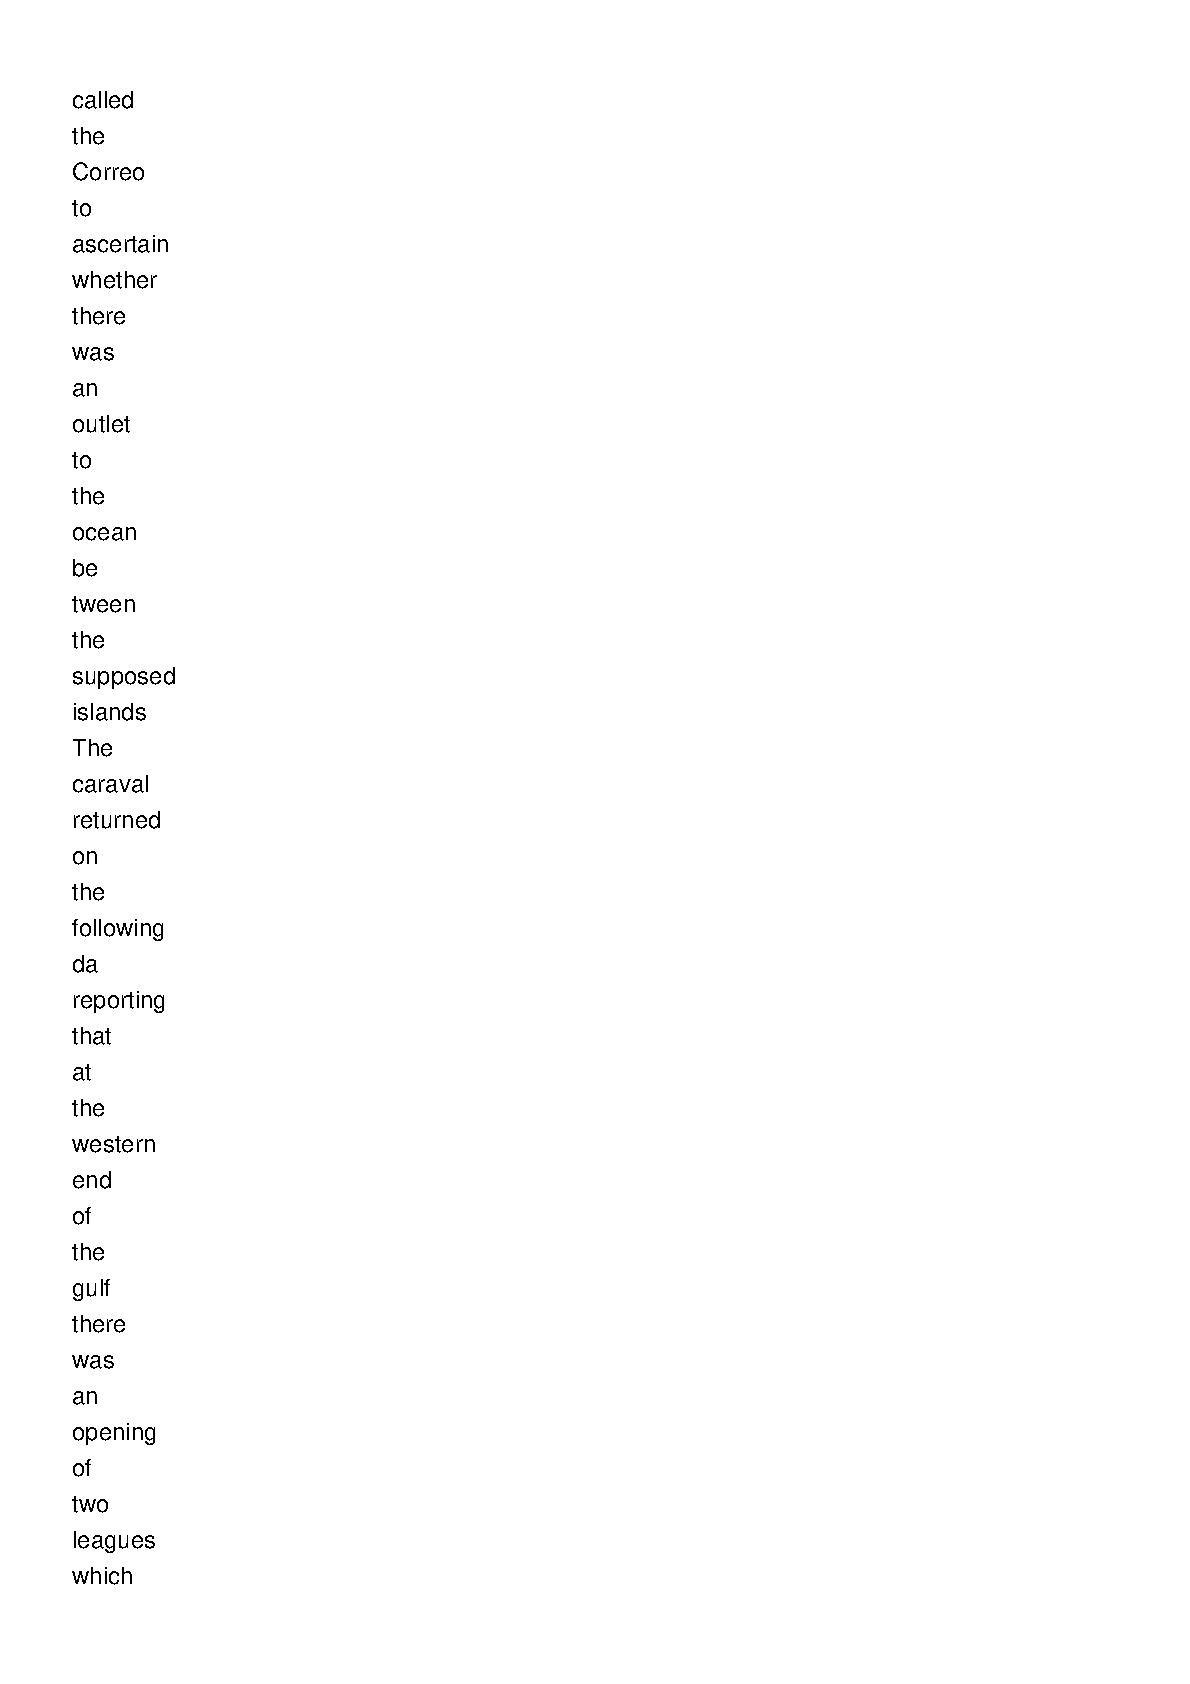 called
the
Correo
to
ascertain
whether
there
was
an
outlet
to
the
ocean
be
tween
the
supposed
islands
The
caraval
returned
on
the
following
da
reporting
that
at
the
western
end
of
the
gulf
there
was
an
opening
of
two
leagues
which